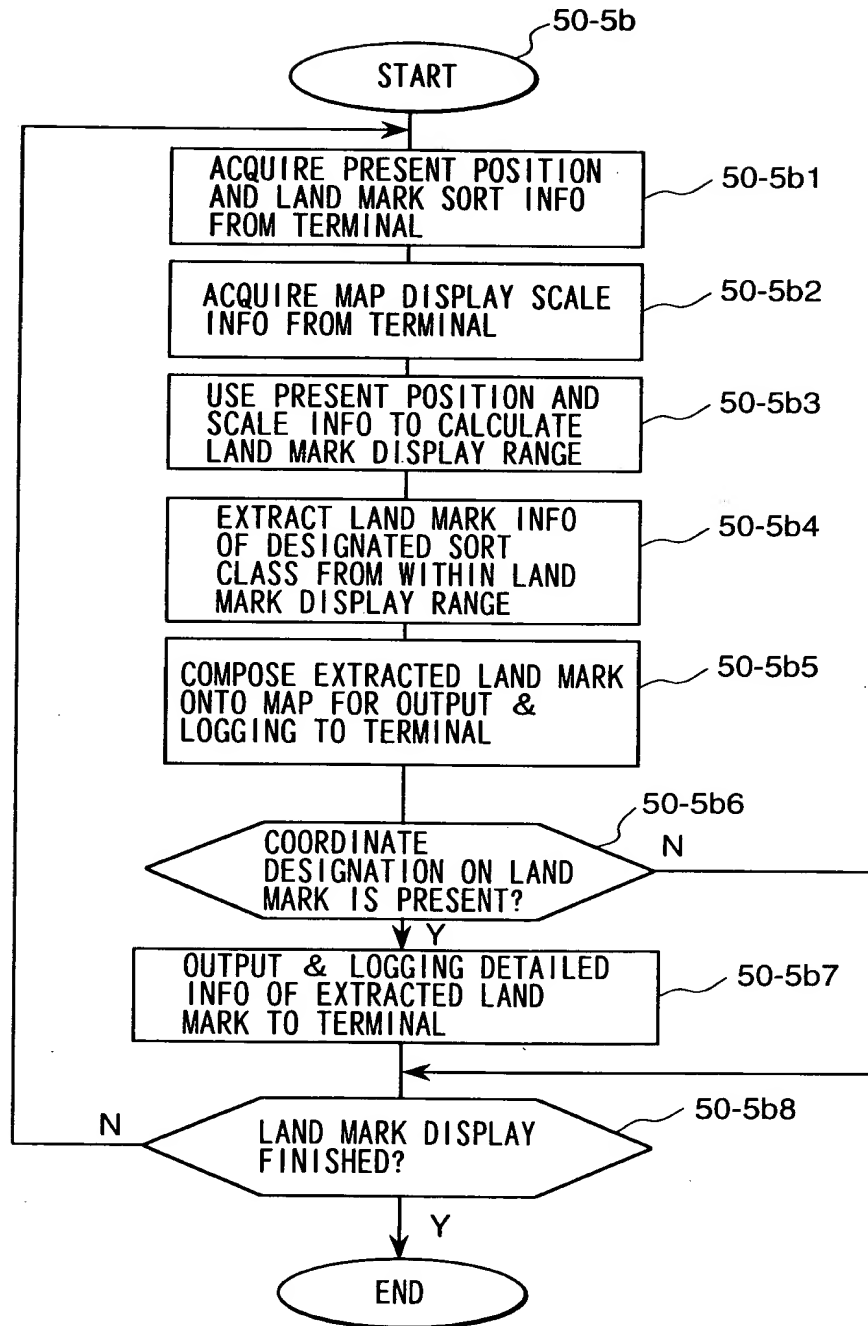 50-5b
START
ACQUIRE PRESENT POSITION
AND LAND MARK SORT INFO
FROM TERMINAL
50-5b1
ACQUIRE MAP DISPLAY SCALE
INFO FROM TERMINAL
50-5b2
USE PRESENT POSITION AND
SCALE INFO TO CALCULATE
LAND MARK DISPLAY RANGE
50-5b3
EXTRACT LAND MARK INFO
OF DESIGNATED SORT
CLASS FROM WITHIN LAND
MARK DISPLAY RANGE
50-5b4
COMPOSE EXTRACTED LAND MARK
ONTO MAP FOR OUTPUT &
LOGGING TO TERMINAL
50-5b5
COORDINATE
DESIGNATION ON LAND
MARK IS PRESENT?
50-5b6
N
Y
OUTPUT & LOGGING DETAILED
INFO OF EXTRACTED LAND
MARK TO TERMINAL
50-5b7
N
LAND MARK DISPLAY
FINISHED?
50-5b8
Y
END